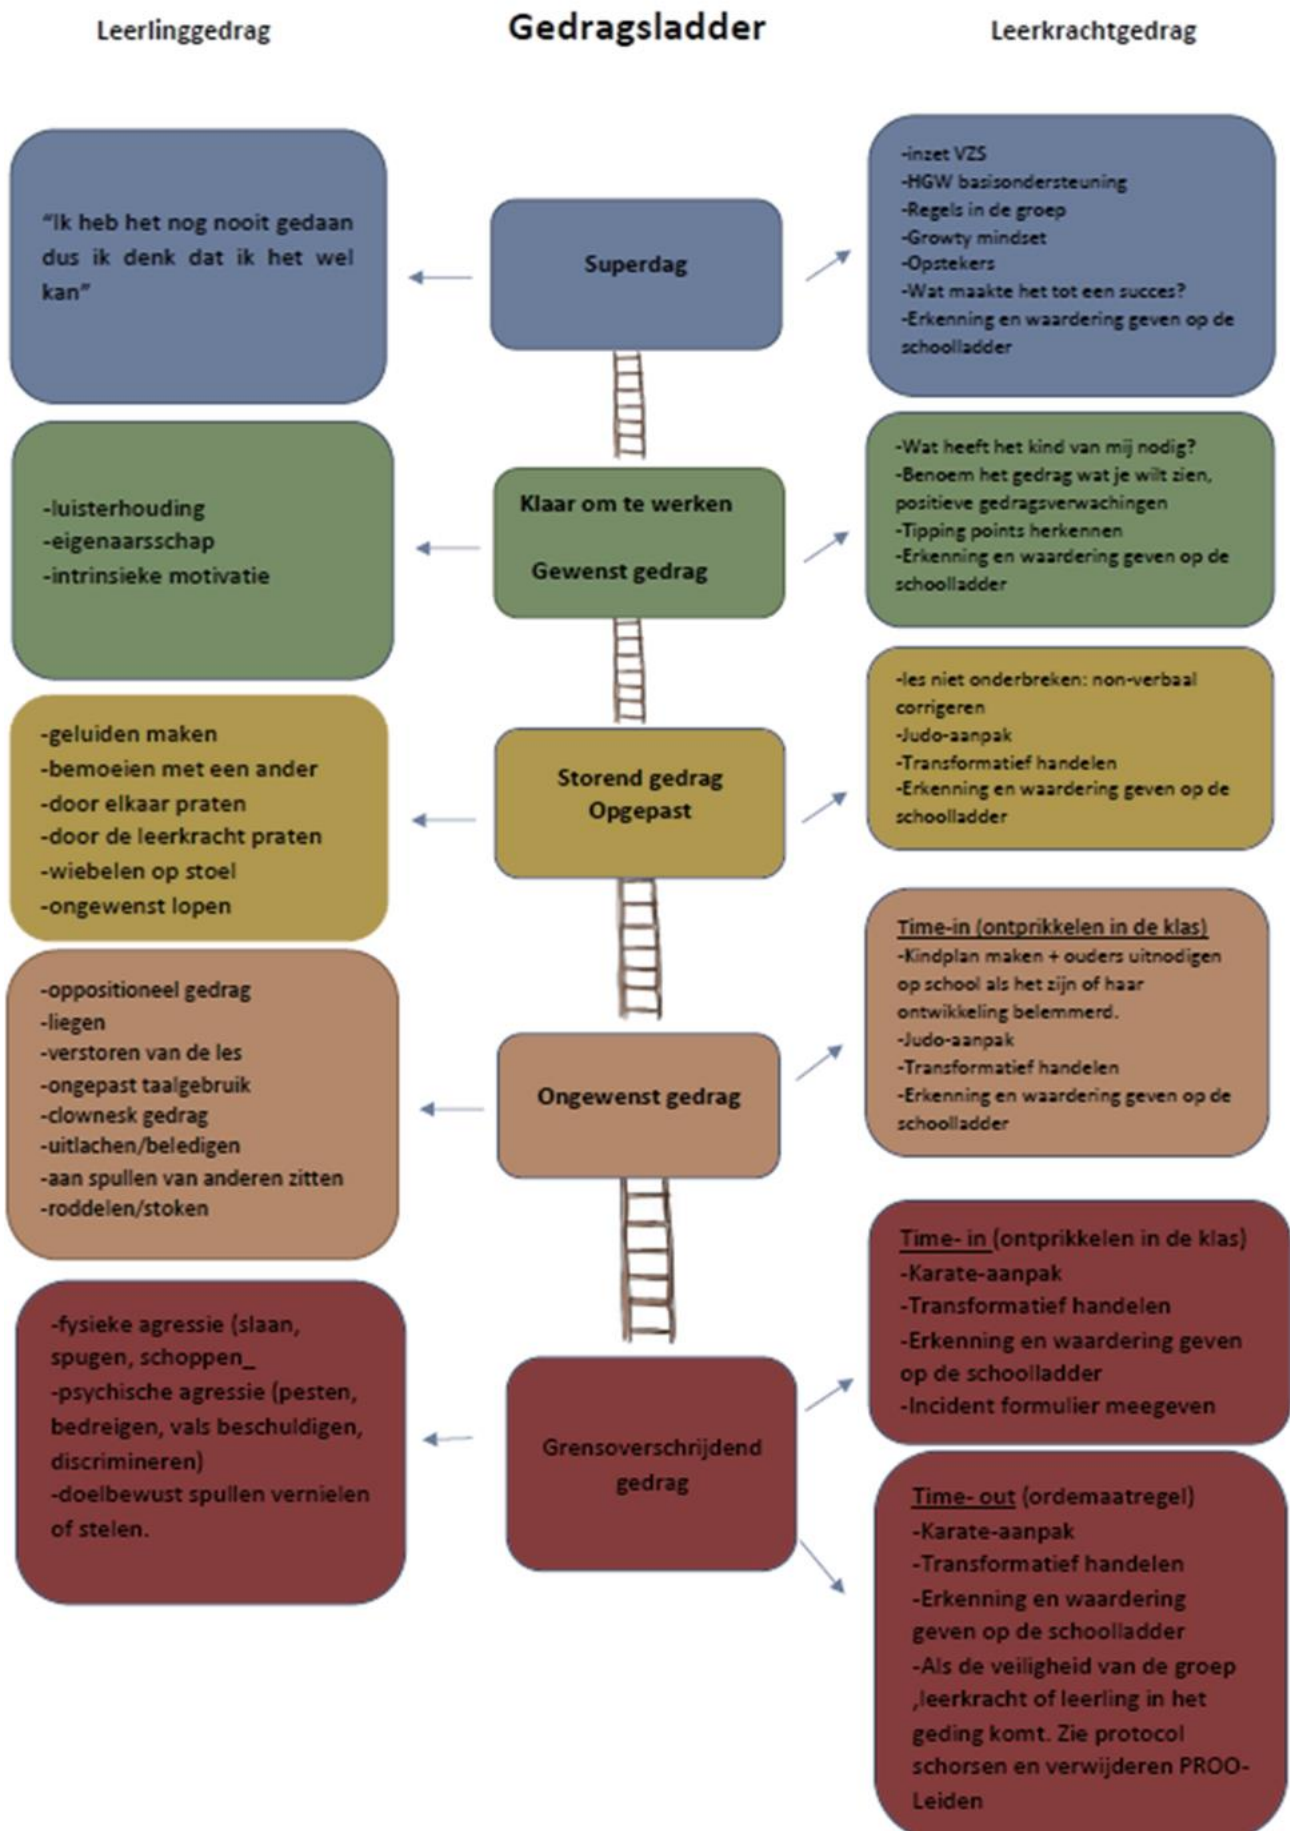 Leerlinggedrag
Gedragsladder
Leerkrachtgedrag
"Ik heb het nog nooit gedaan
dus ik denk dat ik het wel
kan"
Superdag
-inzet VZS
-HGW basisondersteuning
-Regels in de groep
-Growty mindset
-Opstekers
-Wat maakte het tot een succes?
-Erkenning en waardering geven op de
schoolladder
-luisterhouding
-eigenaarsschap
-intrinsieke motivatie
Klaar om te werken
Gewenst gedrag
-Wat heeft het kind van mij nodig?
-Benoem het gedrag wat je wilt zien,
positieve gedragsverwachingen
-Tipping points herkennen
-Erkenning en waardering geven op de
schoolladder
-geluiden maken
-bemoeien met een ander
-door elkaar praten
-door de leerkracht praten
-wiebelen op stoel
-ongewenst lopen
Storend gedrag
Opgepast
-les niet onderbreken: non-verbaal
corrigeren
-Judo-aanpak
-Transformatief handelen
-Erkenning en waardering geven op de
schoolladder
-oppositioneel gedrag
-liegen
-verstoren van de les
-ongepast taalgebruik
-clownesk gedrag
-uitlachen/beledigen
-aan spullen van anderen zitten
-roddelen/stoken
Ongewenst gedrag
Time-in (ontprikkelen in de klas)
-Kindplan maken + ouders uitnodigen
op school als het zijn of haar
ontwikkeling belemmerd.
-Judo-aanpak
-Transformatief handelen
-Erkenning en waardering geven op de
schoolladder
-fysieke agressie (slaan,
spugen, schoppen_
-psychische agressie (pesten,
bedreigen, vals beschuldigen,
discrimineren)
-doelbewust spullen vernielen
of stelen.
Grensoverschrijdend
gedrag
Time- in (ontprikkelen in de klas)
-Karate-aanpak
-Transformatief handelen
-Erkenning en waardering geven
op de schoolladder
-Incident formulier meegeven
Time- out (ordemaatregel)
-Karate-aanpak
-Transformatief handelen
-Erkenning en waardering
geven op de schoolladder
-Als de veiligheid van de groep
,leerkracht of leerling in het
geding komt. Zie protocol
schorsen en verwijderen PROO-
Leiden